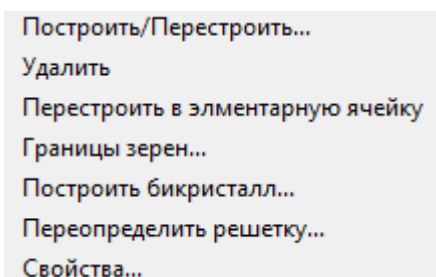 Построить/Перестроить...
Удалить
Перестроить в элментарную ячейку
Границы зерен...
Построить бикристалл...
Переопределить решетку...
Свойства...